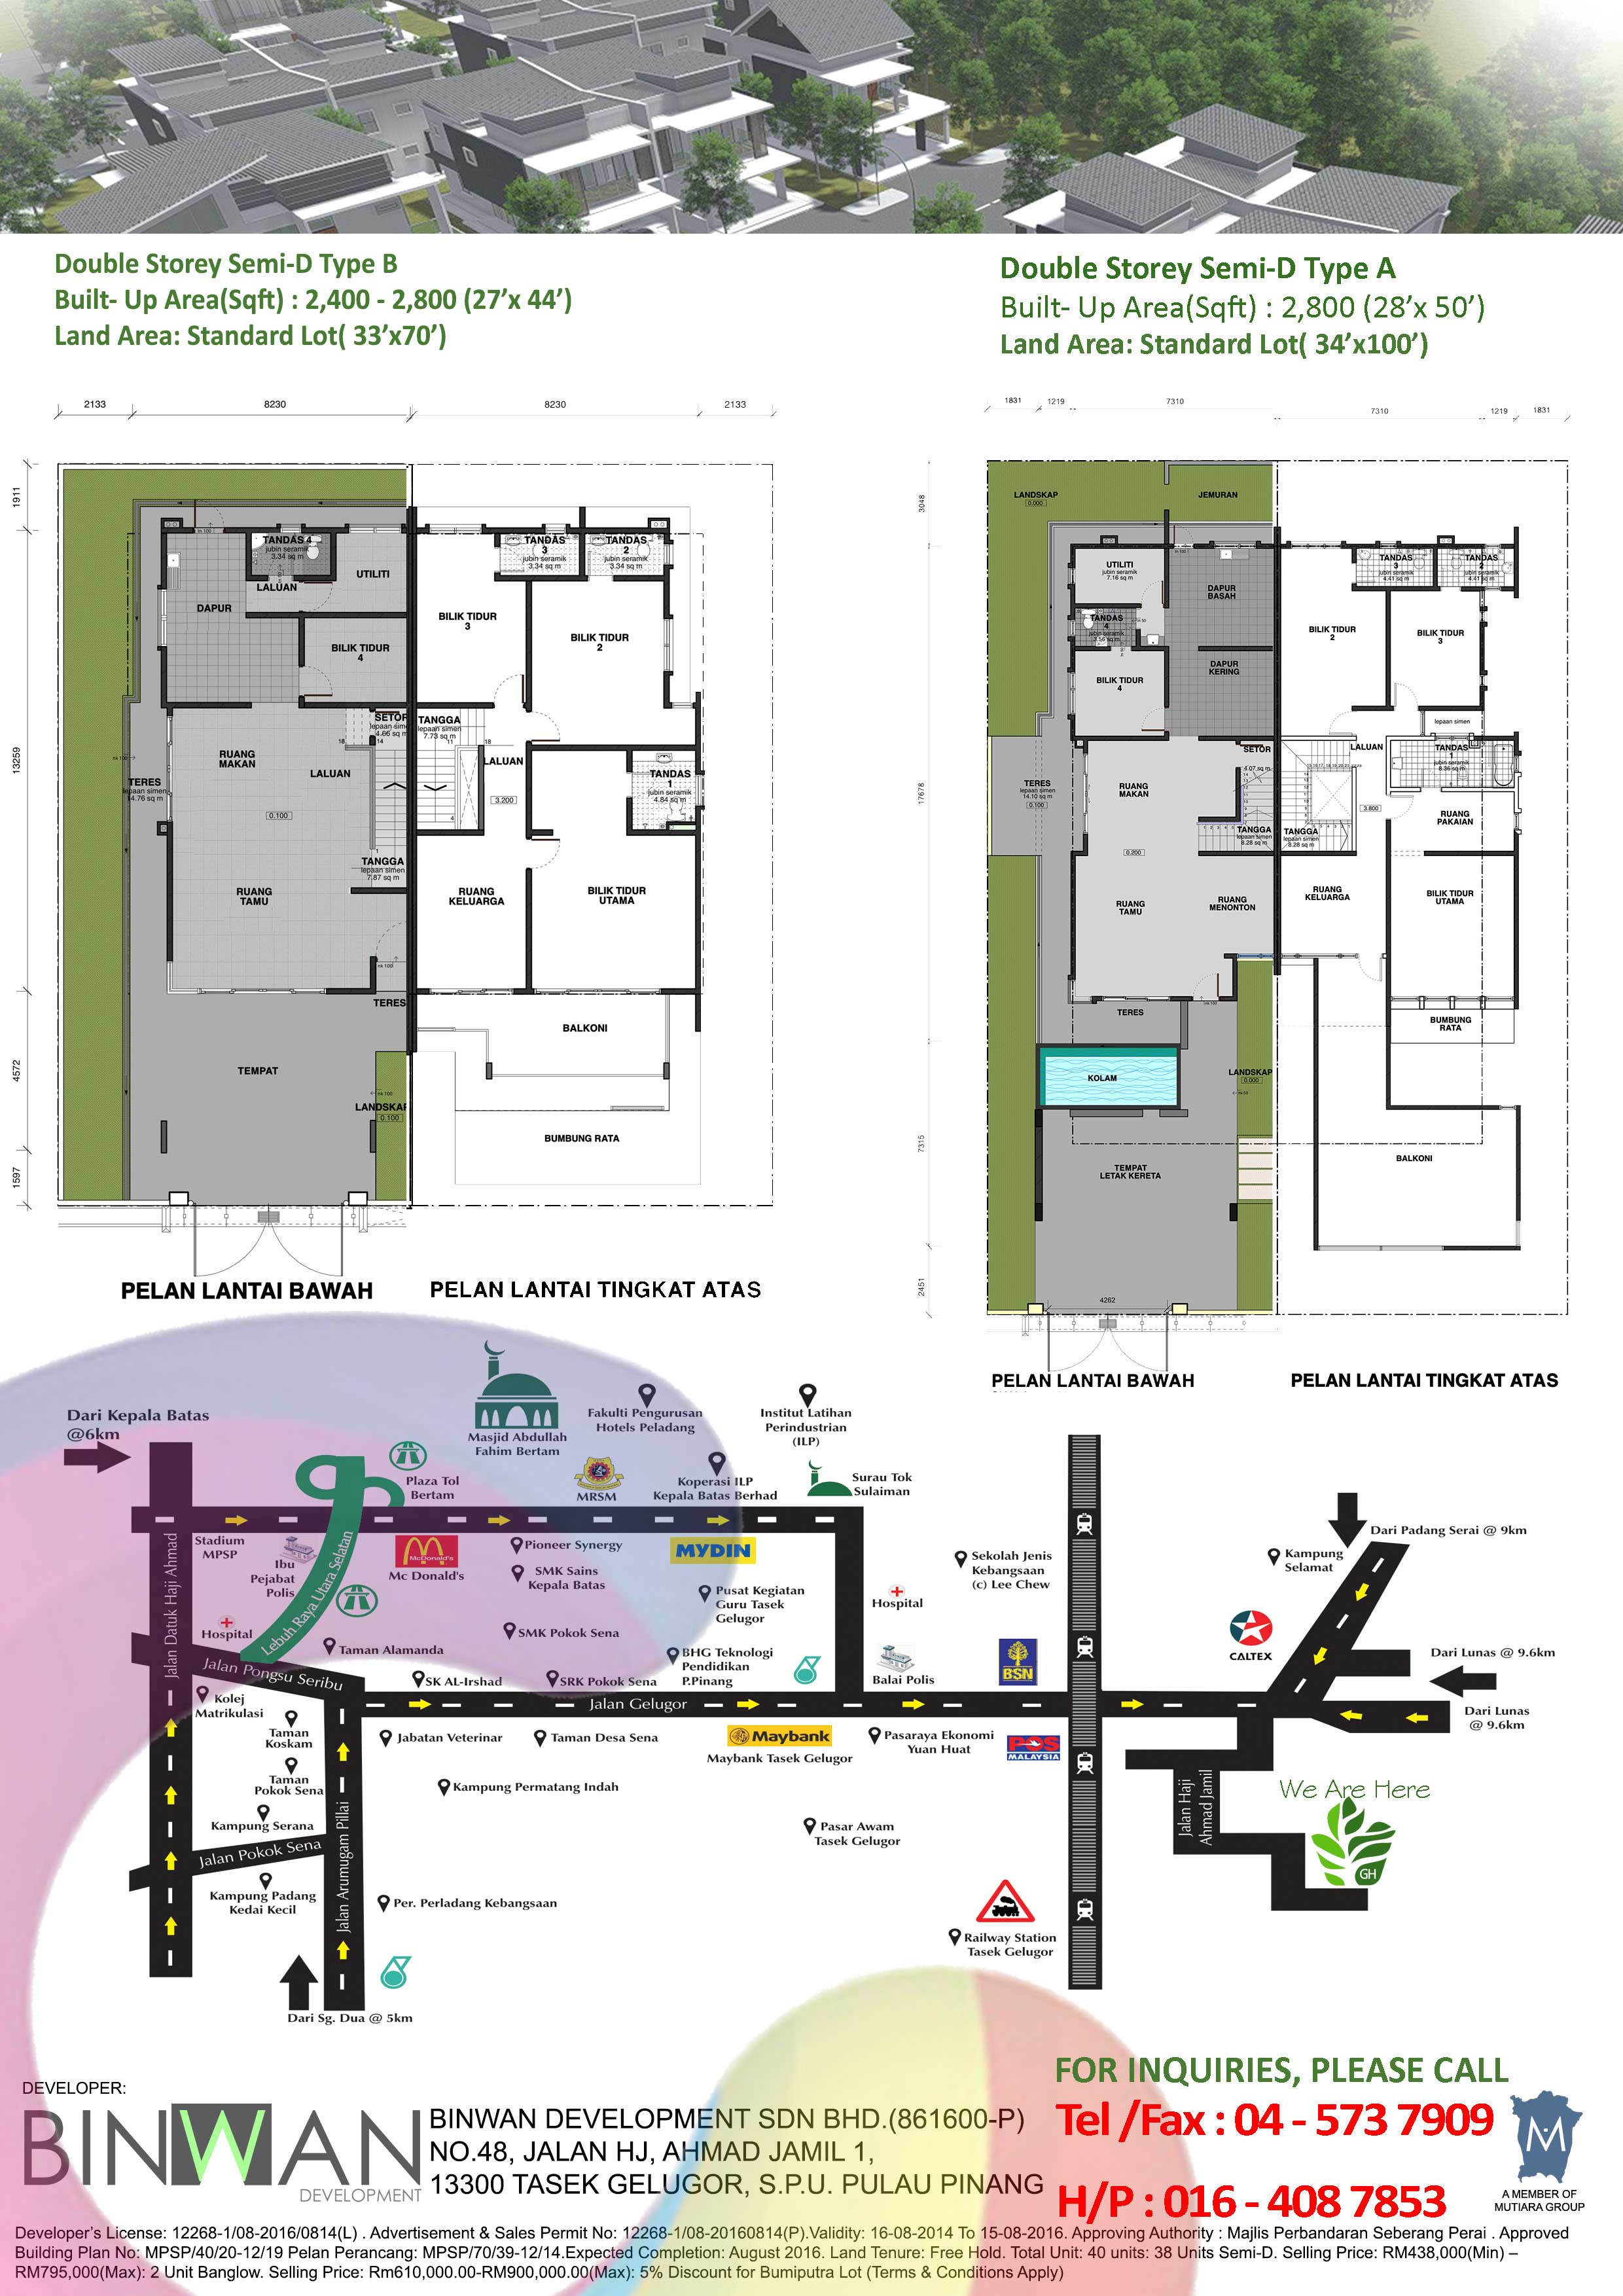 Double Storey Semi-D Type B
Built- Up Area(Sqft) : 2,400 - 2,800 (27’x 44’)
Land Area: Standard Lot( 33’x70’)
Double Storey Semi-D Type A
Built- Up Area(Sqft) : 2,800 (28’x 50’)
Land Area: Standard Lot( 34’x100’)
2133
8230
8230
2133
1911
13259
4572
1597
TANDAS 4
jubin seramik
3.34 sq m
UTILITI
LALUAN
DAPUR
BILIK TIDUR
4
SETOR
4.66 sq m
RUANG
MAKAN
LALUAN
TERES
lepaan simen
14.76 sq m
0.100
TANGGA
lepaan simen
7.87 sq m
RUANG
TAMU
TERES
TEMPAT
LANDSKAP
0.100
TANDAS
3
jubin seramik
3.34 sq m
TANDAS
2
jubin seramik
3.34 sq m
BILIK TIDUR
3
BILIK TIDUR
2
TANGGA
lepaan simen
7.73 sq m
LALUAN
3.200
TANDAS
1
jubin seramik
4.84 sq m
RUANG
KELUARGA
BILIK TIDUR
UTAMA
BALKONI
BUMBUNG RATA
PELAN LANTAI BAWAH
PELAN LANTAI TINGKAT ATAS
1831
1219
7310
7310
1219
1831
3048
17678
7315
2451
LANDSKAP
0.000
JEMURAN
UTILITI
jubin seramik
7.16 sq m
DAPUR
BASAH
TANDAS
4
jubin seramik
3.56 sq m
DAPUR
KERING
BILIK TIDUR
4
SETOR
4.07 sq m
RUANG
MAKAN
TERES
lepaan simen
14.10 sq m
0.100
TANGGA
lepaan simen
8.28 sq m
0.200
RUANG
TAMU
RUANG
MENONTON
TERES
KOLAM
LANDSKAP
0.000
TEMPAT
LETAK KERETA
4262
TANDAS
3
jubin seramik
4.41 sq m
TANDAS
2
jubin seramik
4.41 sq m
BILIK TIDUR
2
BILIK TIDUR
3
lepaan simen
LALUAN
TANDAS
1
jubin seramik
8.36 sq m
3.800
RUANG
PAKAIAN
TANGGA
lepaan simen
8.28 sq m
RUANG
KELUARGA
BILIK TIDUR
UTAMA
BUMBUNG
RATA
BALKONI
PELAN LANTAI BAWAH
PELAN LANTAI TINGKAT ATAS
Dari Kepala Batas
@6km
Masjid Abdullah
Fahim Bertam
Fakulti Pengurusan
Hotels Peladang
Institut Latihan
Perindustrian
(ILP)
Plaza Tol
Bertam
MRSM
Koperasi ILP
Kepala Batas Berhad
Surau Tok
Sulaiman
Stadium
MPSP
Ibu
Pejabat
Polis
Lebuh Raya Utara Selatan
McDonald's
Mc Donald's
Pioneer Synergy
SMK Sains
Kepala Batas
MYDIN
Pusat Kegiatan
Guru Tasek
Gelugor
Hospital
Sekolah Jenis
Kebangsaan
(c) Lee Chew
Kampung
Selamat
Dari Padang Serai @ 9km
Jalan Datuk Haji Ahmad
Hospital
Taman Alamanda
SMK Pokok Sena
BHG Teknologi
Pendidikan
P.Pinang
Balai Polis
BSN
CALTEX
Dari Lunas @ 9.6km
Jalan Pongsu Seribu
SK AL-Irshad
SRK Pokok Sena
Jalan Gelugor
Dari Lunas
@ 9.6km
Kolej
Matrikulasi
Taman
Koskam
Jabatan Veterinar
Taman Desa Sena
Maybank
Maybank Tasek Gelugor
Pasaraya Ekonomi
Yuan Huat
POS
MALAYSIA
Taman
Pokok Sena
Kampung Permatang Indah
Jalan Haji
Ahmad Jamil
We Are Here
GH
Kampung Serana
Jalan Pokok Sena
Pasar Awam
Tasek Gelugor
Kampung Padang
Kedai Kecil
Jalan Arumugam Pillai
Per. Perladang Kebangsaan
Railway Station
Tasek Gelugor
Dari Sg. Dua @ 5km
FOR INQUIRIES, PLEASE CALL
Tel /Fax : 04 - 573 7909
H/P : 016 - 408 7853
M
A MEMBER OF
MUTIARA GROUP
DEVELOPER:
BINWAN
DEVELOPMENT
BINWAN DEVELOPMENT SDN BHD.(861600-P)
NO.48, JALAN HJ, AHMAD JAMIL 1,
13300 TASEK GELUGOR, S.P.U. PULAU PINANG
Developer’s License: 12268-1/08-2016/0814(L) . Advertisement & Sales Permit No: 12268-1/08-20160814(P).Validity: 16-08-2014 To 15-08-2016. Approving Authority : Majlis Perbandaran Seberang Perai . Approved
Building Plan No: MPSP/40/20-12/19 Pelan Perancang: MPSP/70/39-12/14.Expected Completion: August 2016. Land Tenure: Free Hold. Total Unit: 40 units: 38 Units Semi-D. Selling Price: RM438,000(Min) –
RM795,000(Max): 2 Unit Banglow. Selling Price: Rm610,000.00-RM900,000.00(Max): 5% Discount for Bumiputra Lot (Terms & Conditions Apply)